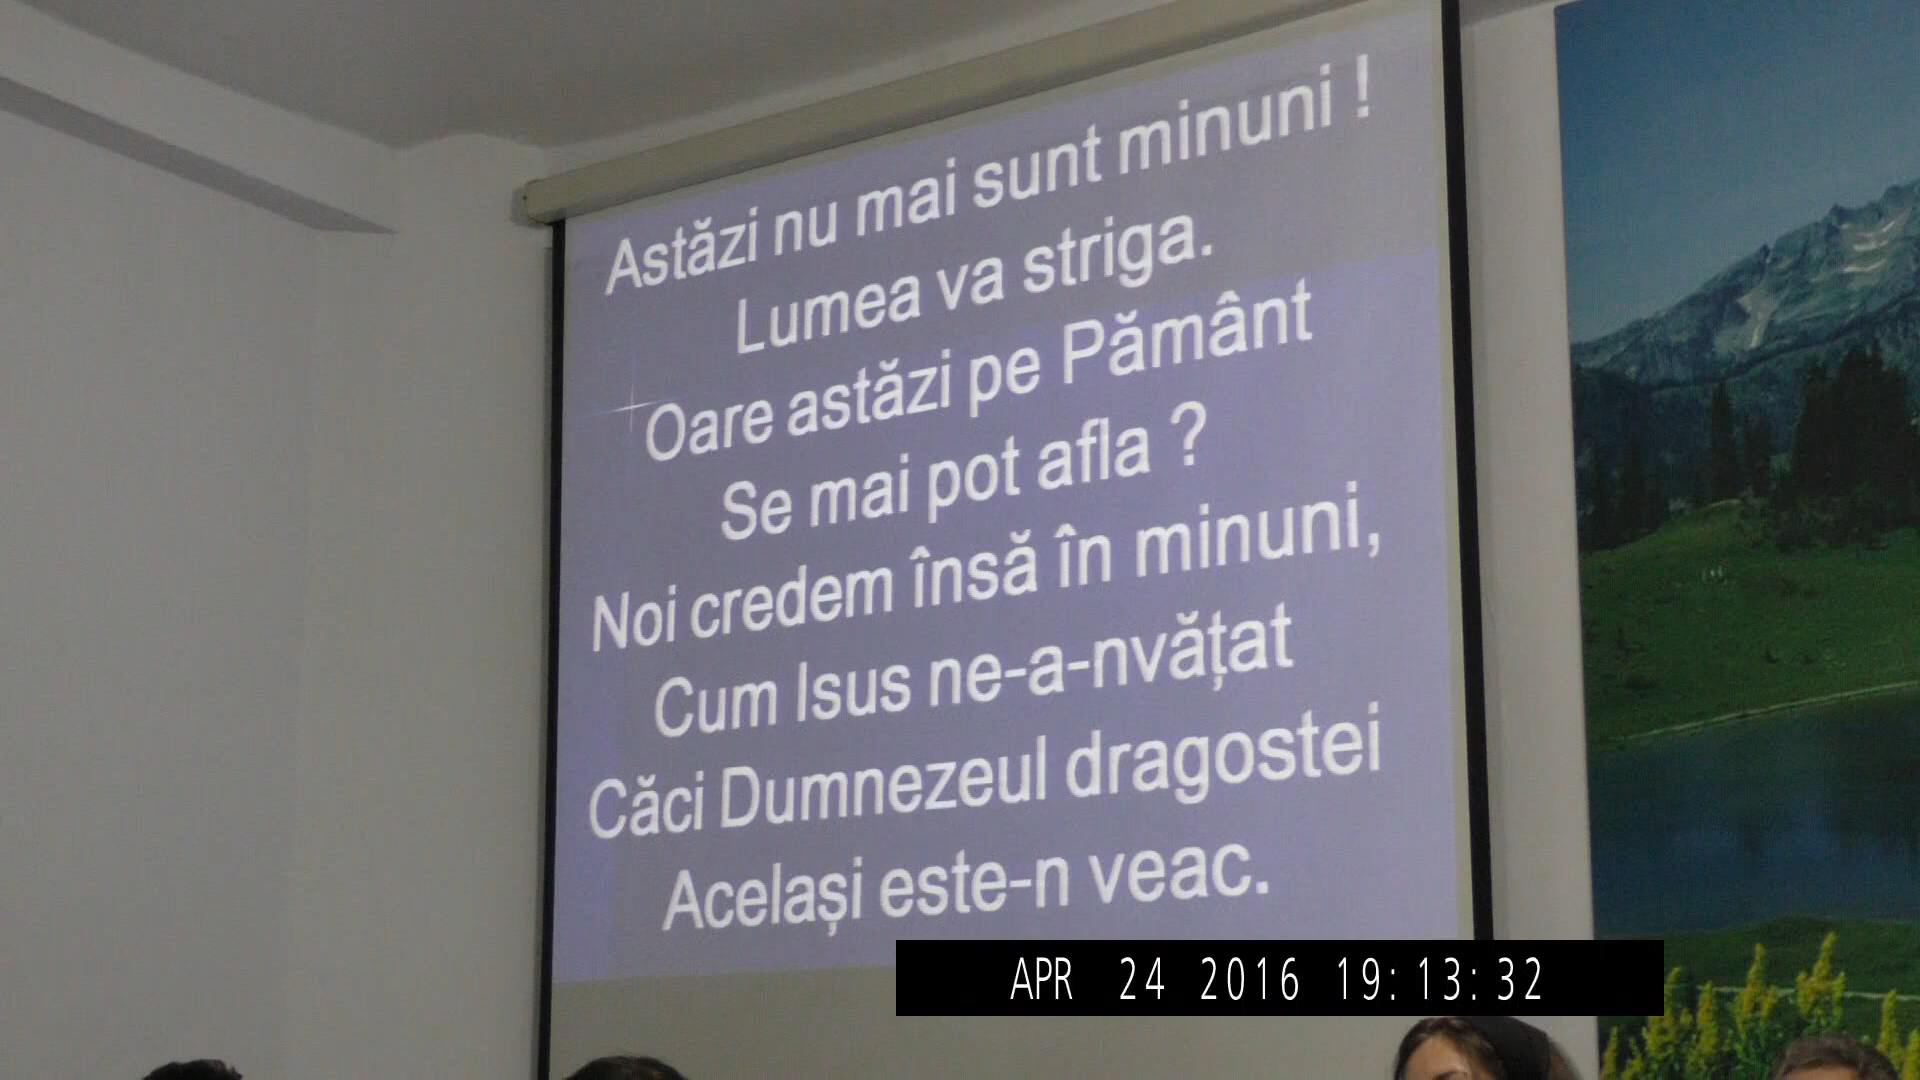 Astăzi nu mai sunt minuni !
Lumea va striga.
Oare astăzi pe Pământ
Se mai pot afla ?
Noi credem însă în minuni,
Cum Isus ne-a-nvățat
Căci Dumnezeul dragostei
Același este-n veac.
APR 24 2016 19:13:32